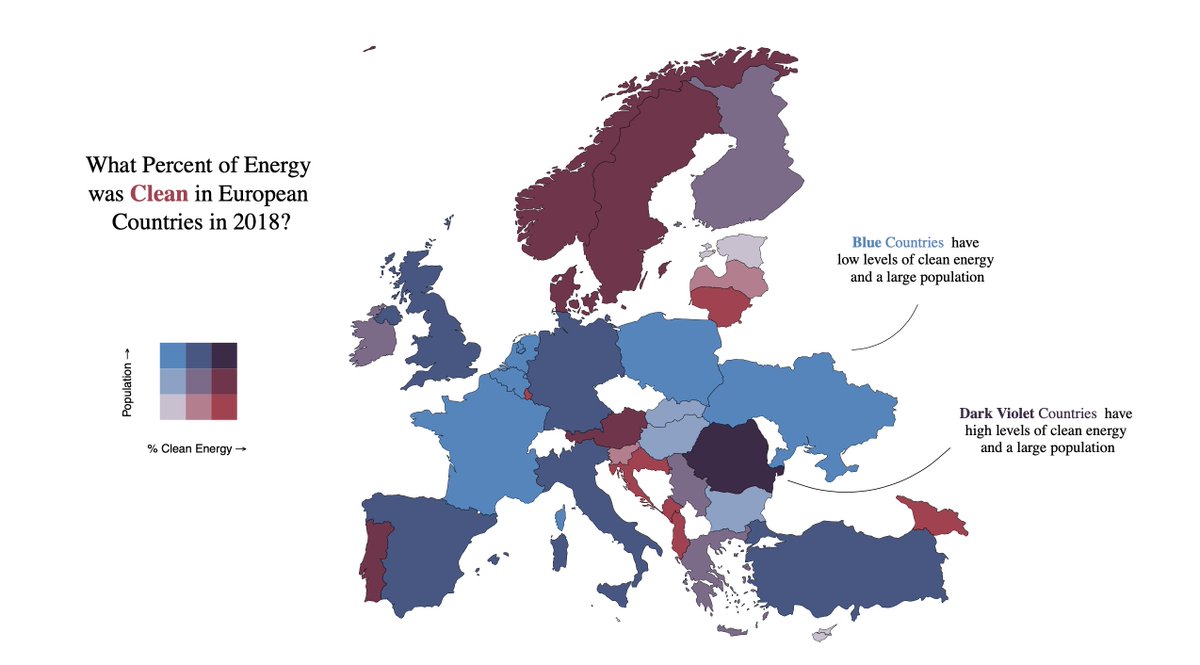 What Percent of Energy
was Clean in European
Countries in 2018?
Population →
% Clean Energy →
Blue Countries have
low levels of clean energy
and a large population
Dark Violet Countries have
high levels of clean energy
and a large population